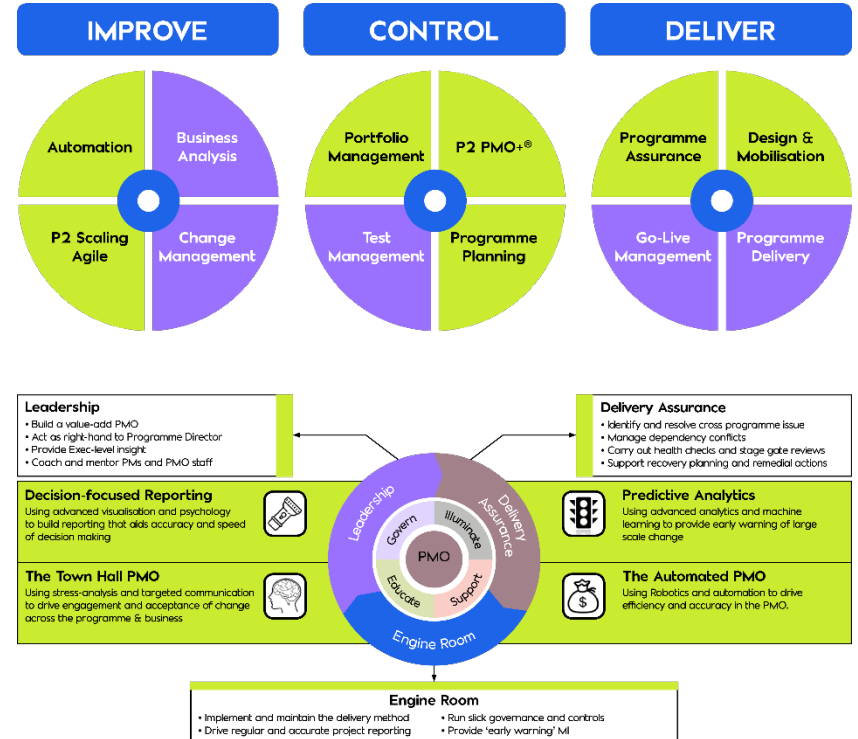 IMPROVE
CONTROL
DELIVER
Automation
Business
Analysis
P2 Scaling
Agile
Change
Management
Portfolio
Management
P2 PMO+®
Test
Management
Programme
Planning
Programme
Assurance
Design &
Mobilisation
Go-Live
Management
Programme
Delivery
Leadership
• Build a value-add PMO
• Act as right-hand to Programme Director
• Provide Exec-level insight
• Coach and mentor PMs and PMO staff
Delivery Assurance
• Identify and resolve cross programme issue
• Manage dependency conflicts
• Carry out health checks and stage gate reviews
• Support recovery planning and remedial actions
Decision-focused Reporting
Using advanced visualisation and psychology
to build reporting that aids accuracy and speed
of decision making
The Town Hall PMO
Using stress-analysis and targeted communication
to drive engagement and acceptance of change
across the programme & business
Leadership
Delivery
Assurance
Engine Room
Govern
Illuminate
Educate
Support
PMO
Predictive Analytics
Using advanced analytics and machine
learning to provide early warning of large
scale change
The Automated PMO
Using Robotics and automation to drive
efficiency and accuracy in the PMO.
$
Engine Room
• Implement and maintain the delivery method
• Drive regular and accurate project reporting
• Run slick governance and controls
• Provide 'early warning' MI